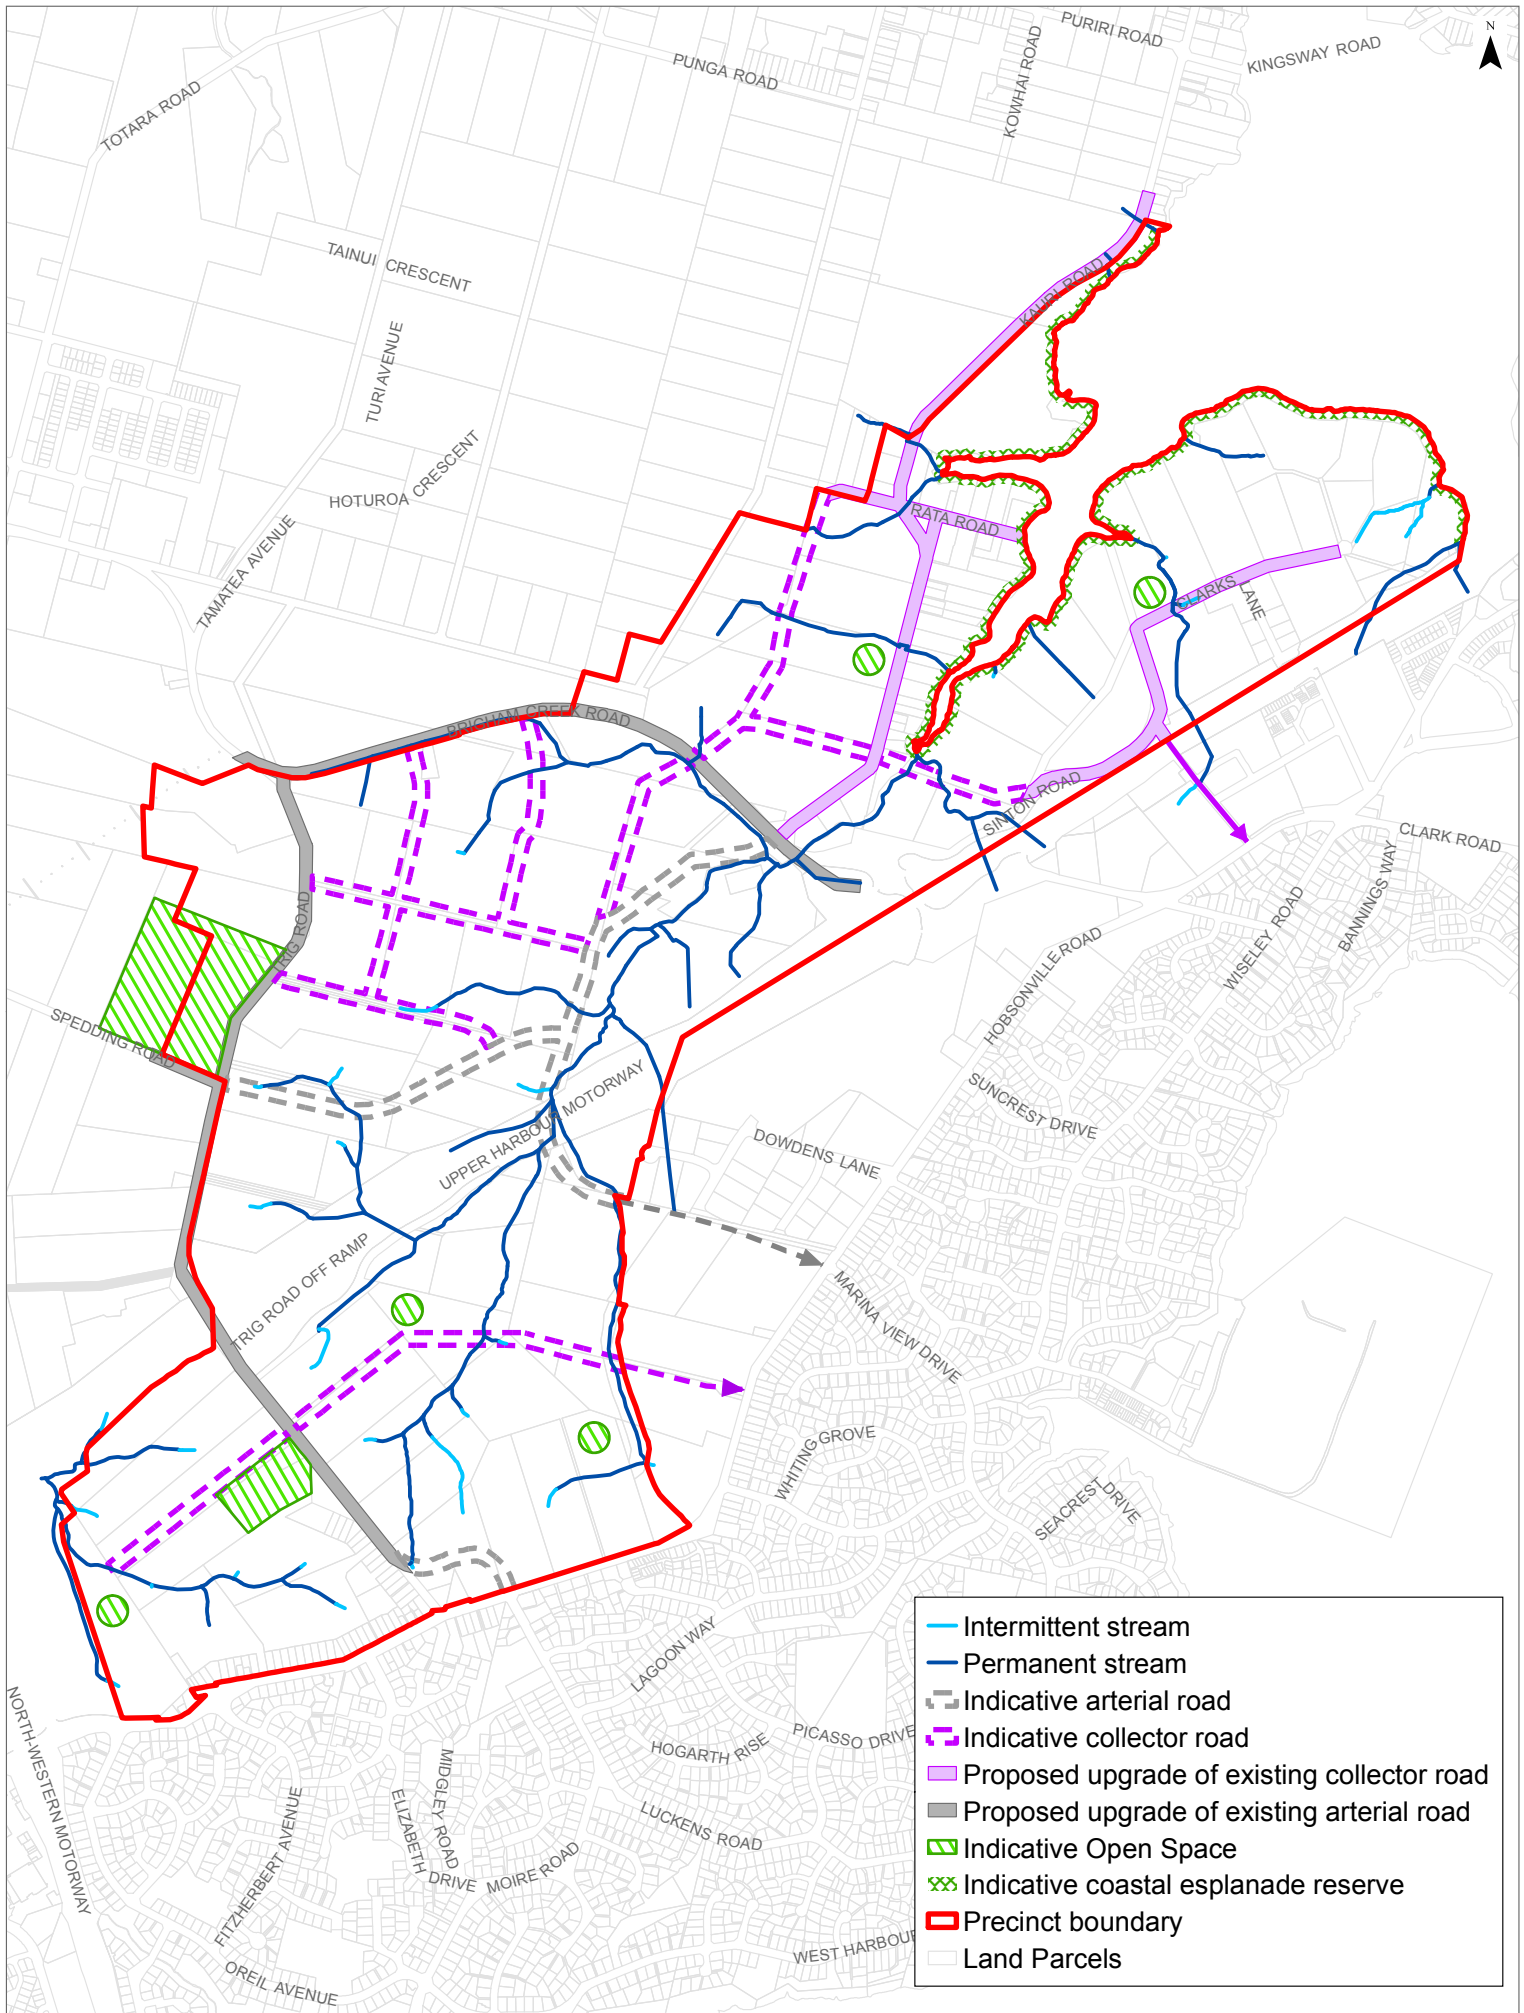 N
PURIRI ROAD
KINGSWAY ROAD
KOWHAI ROAD
PUNGA ROAD
TOTARA ROAD
TAINUI CRESCENT
KAURI ROAD
TURI AVENUE
HOTUROA CRESCENT
TAMATEA AVENUE
RATA ROAD
CLARKS LANE
BRIGHAM CREEK ROAD
SINTON ROAD
CLARK ROAD
BANNINGS WAY
WISELEY ROAD
HOBSONVILLE ROAD
TRIG ROAD
SPEDDING ROAD
SUNCREST DRIVE
UPPER HARBOUR MOTORWAY
DOWDENS LANE
TRIG ROAD OFF RAMP
MARINA VIEW DRIVE
WHITING GROVE
SEACREST DRIVE
LAGOON WAY
PICASSO DRIVE
HOGARTH RISE
NORTH-WESTERN MOTORWAY
MIDGLEY ROAD
ELIZABETH DRIVE
LUCKENS ROAD
MOIRE ROAD
FITZHERBERT AVENUE
WEST HARBOUR
OREIL AVENUE
Intermittent stream
Permanent stream
Indicative arterial road
Indicative collector road
Proposed upgrade of existing collector road
Proposed upgrade of existing arterial road
Indicative Open Space
Indicative coastal esplanade reserve
Precinct boundary
Land Parcels